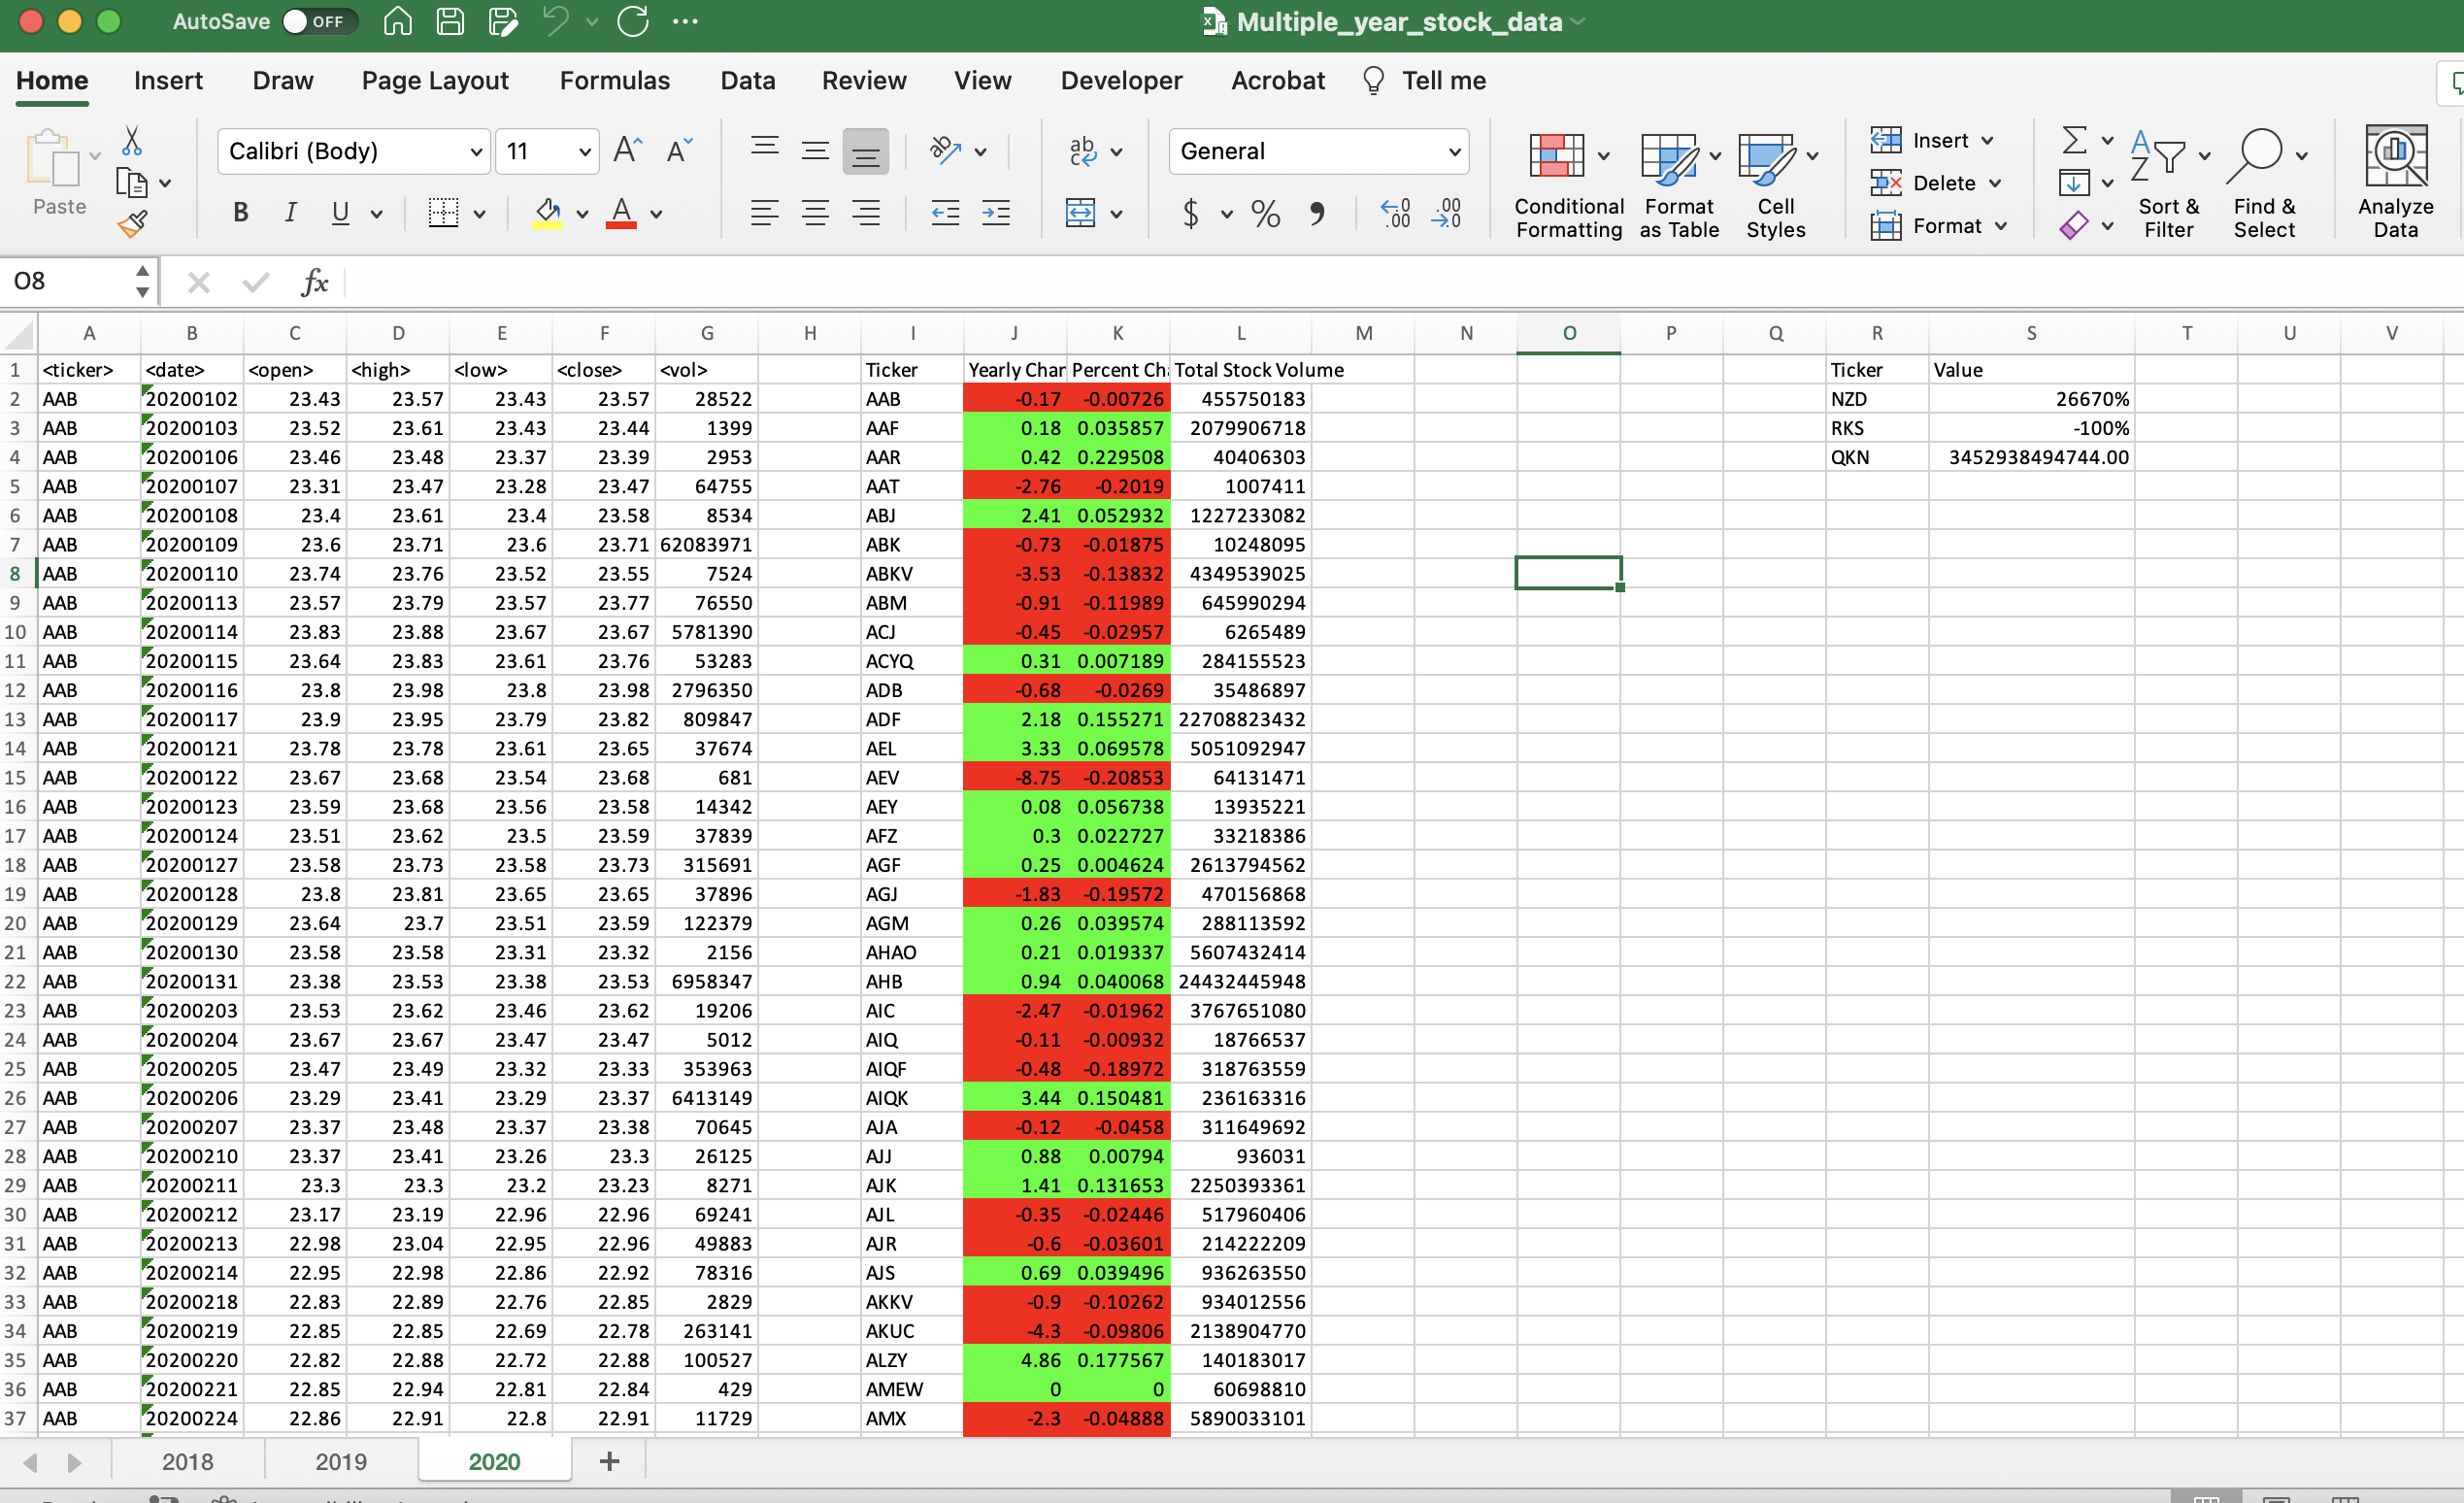 AutoSave OFF Multiple_year_stock_data
Home Insert Draw Page Layout Formulas Data Review View Developer Acrobat Tell me
Paste Calibri (Body) 11 General
Conditional Formatting Format as Table Cell Styles Insert Delete Format Sort & Filter Find & Select Analyze Data
O8 fx
A B C D E F G H I J K L M N O P Q R S T U V
1 <ticker> <date> <open> <high> <low> <close> <vol> Ticker Yearly Chan Percent Ch Total Stock Volume Ticker Value
2 AAB 20200102 23.43 23.57 23.43 23.57 28522 AAB -0.17 -0.00726 455750183 NZD 26670%
3 AAB 20200103 23.52 23.61 23.43 23.44 1399 AAF 0.18 0.035857 2079906718 RKS -100%
4 AAB 20200106 23.46 23.48 23.37 23.39 2953 AAR 0.42 0.229508 40406303 QKN 3452938494744.00
5 AAB 20200107 23.31 23.47 23.28 23.47 64755 AAT -2.76 -0.2019 1007411
6 AAB 20200108 23.4 23.61 23.4 23.58 8534 ABJ 2.41 0.052932 1227233082
7 AAB 20200109 23.6 23.71 23.6 23.71 62083971 ABK -0.73 -0.01875 10248095
8 AAB 20200110 23.74 23.76 23.52 23.55 7524 ABKV -3.53 -0.13832 4349539025
9 AAB 20200113 23.57 23.79 23.57 23.77 76550 ABM -0.91 -0.11989 645990294
10 AAB 20200114 23.83 23.88 23.67 23.67 5781390 ACJ -0.45 -0.02957 6265489
11 AAB 20200115 23.64 23.83 23.61 23.76 53283 ACYQ 0.31 0.007189 284155523
12 AAB 20200116 23.8 23.98 23.8 23.98 2796350 ADB -0.68 -0.0269 35486897
13 AAB 20200117 23.9 23.95 23.79 23.82 809847 ADF 2.18 0.155271 22708823432
14 AAB 20200121 23.78 23.78 23.61 23.65 37674 AEL 3.33 0.069578 5051092947
15 AAB 20200122 23.67 23.68 23.54 23.68 681 AEV -8.75 -0.20853 64131471
16 AAB 20200123 23.59 23.68 23.56 23.58 14342 AEY 0.08 0.056738 13935221
17 AAB 20200124 23.51 23.62 23.5 23.59 37839 AFZ 0.3 0.022727 33218386
18 AAB 20200127 23.58 23.73 23.58 23.73 315691 AGF 0.25 0.004624 2613794562
19 AAB 20200128 23.8 23.81 23.65 23.65 37896 AGJ -1.83 -0.19572 470156868
20 AAB 20200129 23.64 23.7 23.51 23.59 122379 AGM 0.26 0.039574 288113592
21 AAB 20200130 23.58 23.58 23.31 23.32 2156 AHAO 0.21 0.019337 5607432414
22 AAB 20200131 23.38 23.53 23.38 23.53 6958347 AHB 0.94 0.040068 24432445948
23 AAB 20200203 23.53 23.62 23.46 23.62 19206 AIC -2.47 -0.01962 3767651080
24 AAB 20200204 23.67 23.67 23.47 23.47 5012 AIQ -0.11 -0.00932 18766537
25 AAB 20200205 23.47 23.49 23.32 23.33 353963 AIQF -0.48 -0.18972 318763559
26 AAB 20200206 23.29 23.41 23.29 23.37 6413149 AIQK 3.44 0.150481 236163316
27 AAB 20200207 23.37 23.48 23.37 23.38 70645 AJA -0.12 -0.0458 311649692
28 AAB 20200210 23.37 23.41 23.26 23.3 26125 AJJ 0.88 0.00794 936031
29 AAB 20200211 23.3 23.3 23.2 23.23 8271 AJK 1.41 0.131653 2250393361
30 AAB 20200212 23.17 23.19 22.96 22.96 69241 AJL -0.35 -0.02446 517960406
31 AAB 20200213 22.98 23.04 22.95 22.96 49883 AJR -0.6 -0.03601 214222209
32 AAB 20200214 22.95 22.98 22.86 22.92 78316 AJS 0.69 0.039496 936263550
33 AAB 20200218 22.83 22.89 22.76 22.85 2829 AKKV -0.9 -0.10262 934012556
34 AAB 20200219 22.85 22.85 22.69 22.78 263141 AKUC -4.3 -0.09806 2138904770
35 AAB 20200220 22.82 22.88 22.72 22.88 100527 ALZY 4.86 0.177567 140183017
36 AAB 20200221 22.85 22.94 22.81 22.84 429 AMEW 0 0 60698810
37 AAB 20200224 22.86 22.91 22.8 22.91 11729 AMX -2.3 -0.04888 5890033101
2018 2019 2020